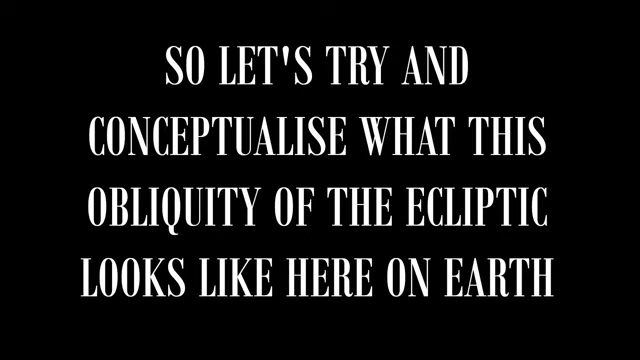 SO LET'S TRY AND
CONCEPTUALISE WHAT THIS
OBLIQUITY OF THE ECLIPTIC
LOOKS LIKE HERE ON EARTH